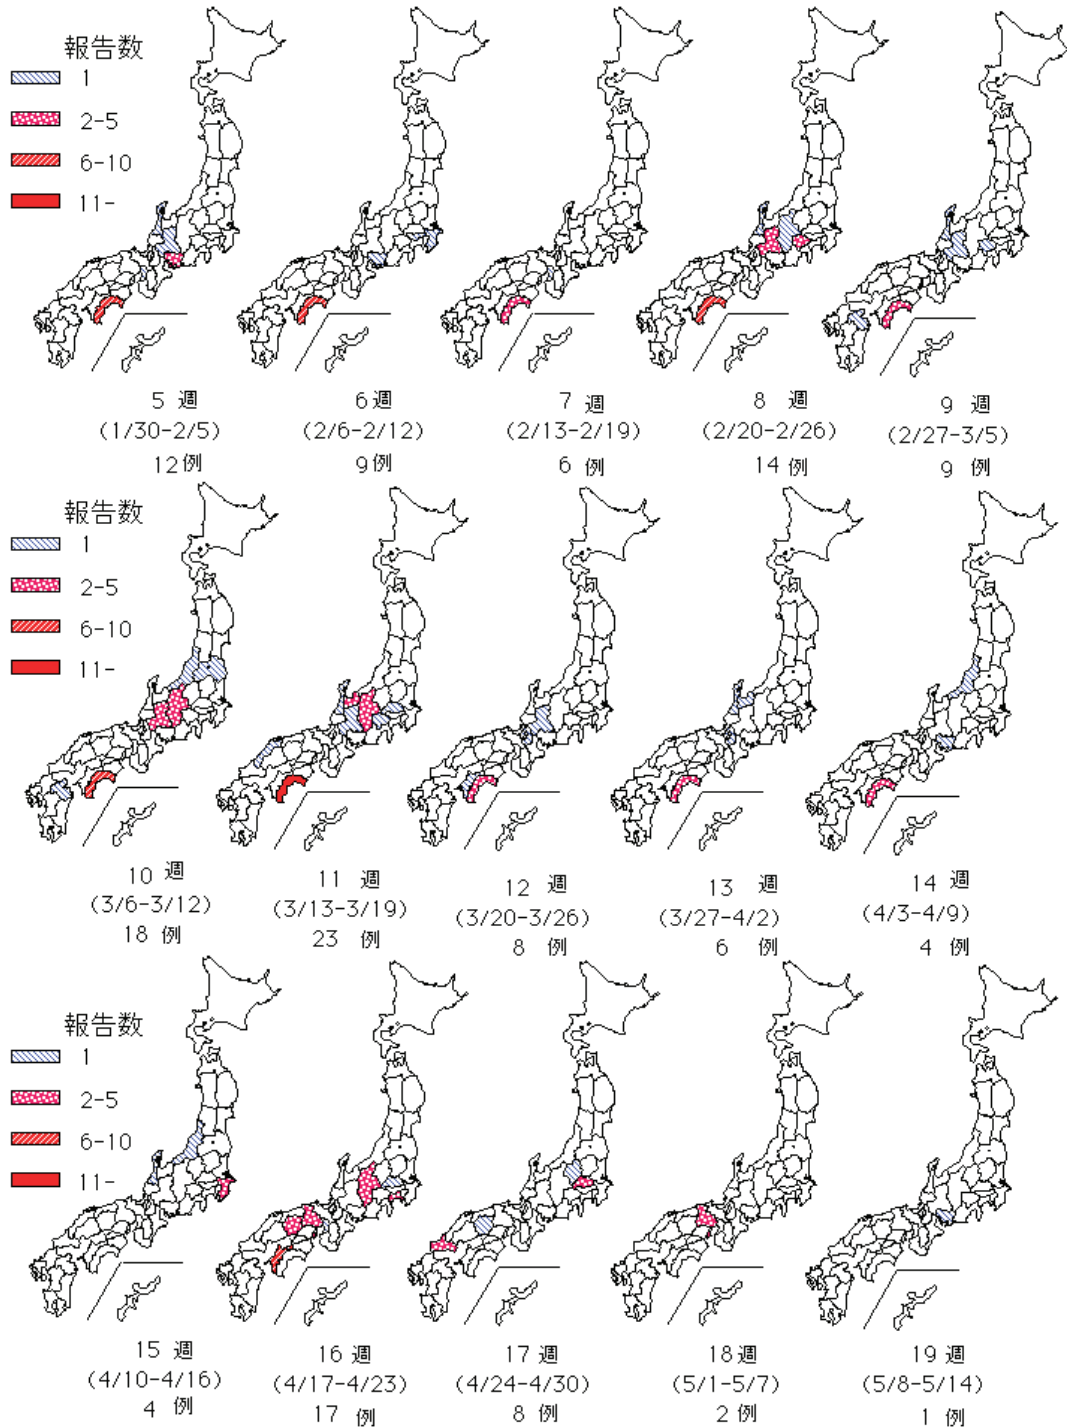 報告数
1
2-5
6-10
11-
5 週
(1/30-2/5)
12例
6週
(2/6-2/12)
9例
7 週
(2/13-2/19)
6 例
8 週
(2/20-2/26)
14例
9 週
(2/27-3/5)
9 例
報告数
1
2-5
6-10
11-
10 週
(3/6-3/12)
18 例
11 週
(3/13-3/19)
23 例
12 週
(3/20-3/26)
8 例
13 週
(3/27-4/2)
6 例
14 週
(4/3-4/9)
4 例
報告数
1
2-5
6-10
11-
15 週
(4/10-4/16)
4 例
16 週
(4/17-4/23)
17 例
17 週
(4/24-4/30)
8 例
18週
(5/1-5/7)
2例
19 週
(5/8-5/14)
1 例